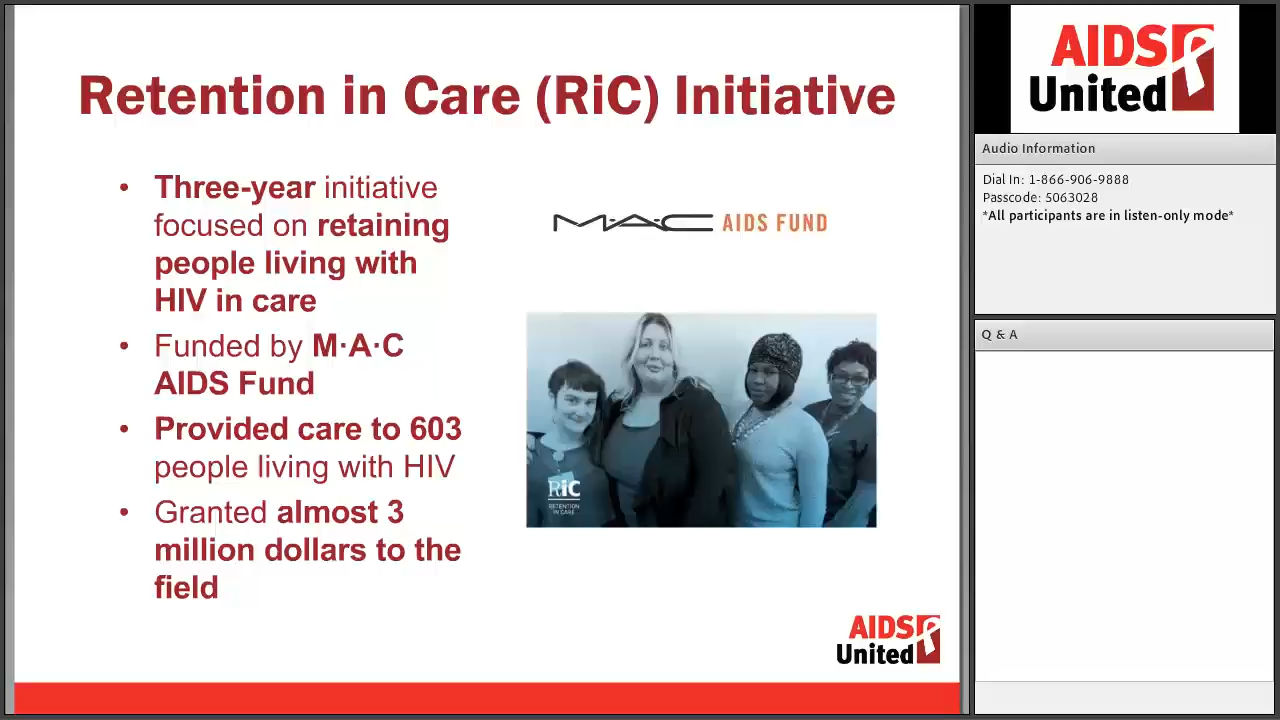 Retention in Care (RiC) Initiative
• Three-year initiative
focused on retaining
people living with
HIV in care
• Funded by M·A·C
AIDS Fund
• Provided care to 603
people living with HIV
• Granted almost 3
million dollars to the
field
M·A·C AIDS FUND
RiC
RETENTION
IN CARE
AIDS
United
AIDS
United
Audio Information
Dial In: 1-866-906-9888
Passcode: 5063028
*All participants are in listen-only mode*
Q & A